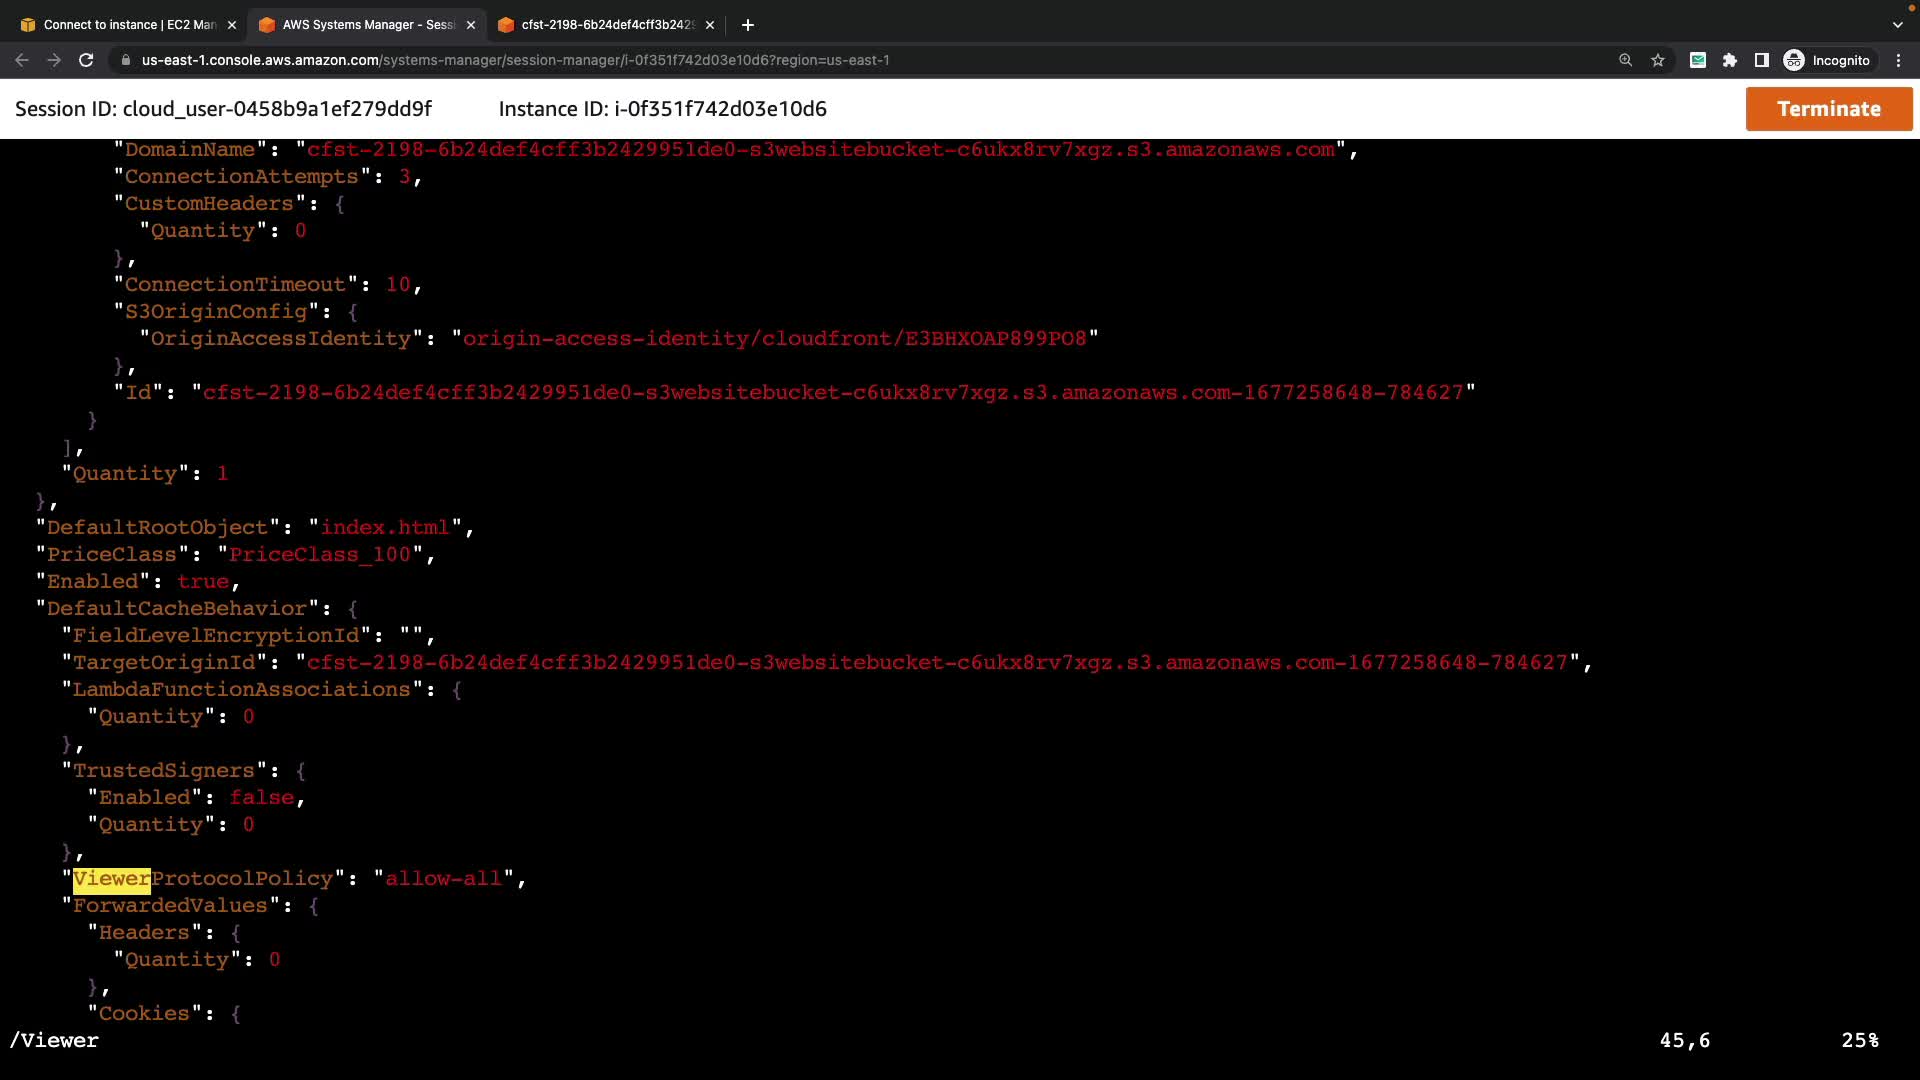 Connect to instance | EC2 Man
AWS Systems Manager - Sessi
cfst-2198-6b24def4cff3b2429
us-east-1.console.aws.amazon.com/systems-manager/session-manager/i-0f351f742d03e10d6?region=us-east-1
Incognito
Session ID: cloud_user-0458b9a1ef279dd9f
Instance ID: i-0f351f742d03e10d6
Terminate
"DomainName": "cfst-2198-6b24def4cff3b2429951de0-s3websitebucket-c6ukx8rv7xgz.s3.amazonaws.com",
"ConnectionAttempts": 3,
"CustomHeaders": {
"Quantity": 0
},
"ConnectionTimeout": 10,
"S3OriginConfig": {
"OriginAccessIdentity": "origin-access-identity/cloudfront/E3BHXOAP899PO8"
},
"Id": "cfst-2198-6b24def4cff3b2429951de0-s3websitebucket-c6ukx8rv7xgz.s3.amazonaws.com-1677258648-784627"
}
],
"Quantity": 1
},
"DefaultRootObject": "index.html",
"PriceClass": "PriceClass_100",
"Enabled": true,
"DefaultCacheBehavior": {
"FieldLevelEncryptionId": "",
"TargetOriginId": "cfst-2198-6b24def4cff3b2429951de0-s3websitebucket-c6ukx8rv7xgz.s3.amazonaws.com-1677258648-784627",
"LambdaFunctionAssociations": {
"Quantity": 0
},
"TrustedSigners": {
"Enabled": false,
"Quantity": 0
},
"ViewerProtocolPolicy": "allow-all",
"ForwardedValues": {
"Headers": {
"Quantity": 0
},
"Cookies": {
/Viewer
45,6
25%